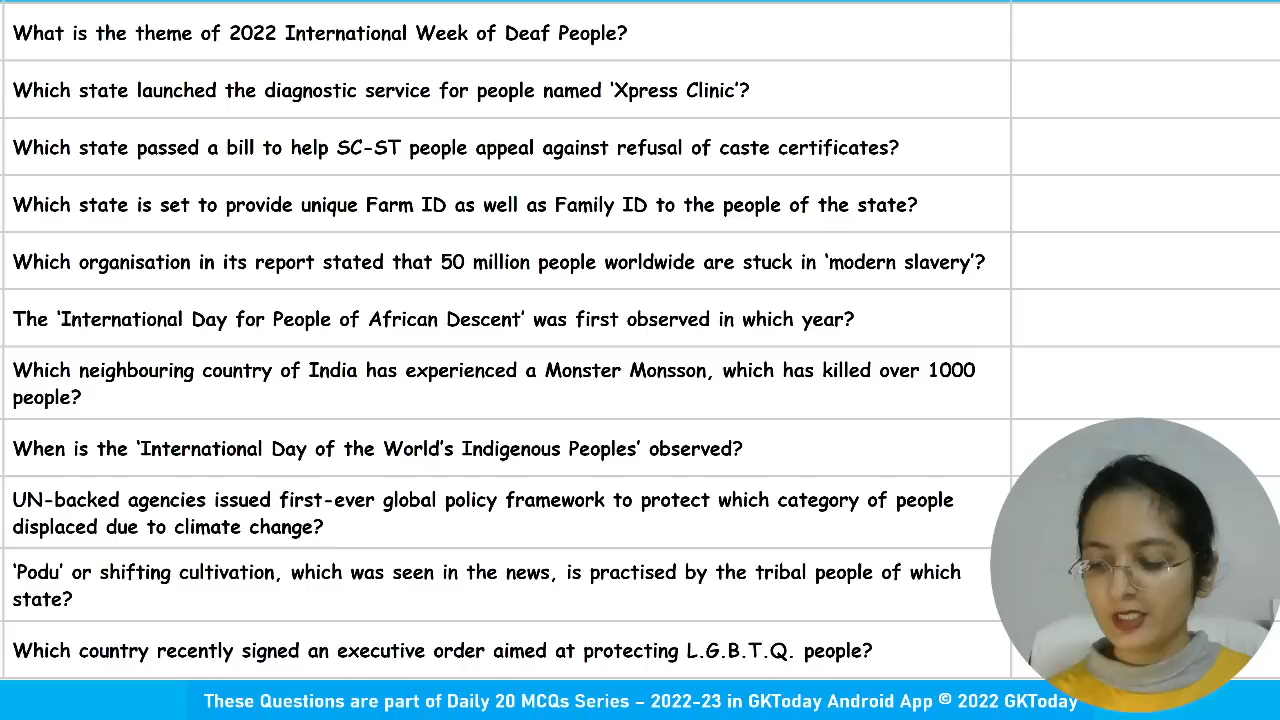 What is the theme of 2022 International Week of Deaf People?
Which state launched the diagnostic service for people named ‘Xpress Clinic’?
Which state passed a bill to help SC-ST people appeal against refusal of caste certificates?
Which state is set to provide unique Farm ID as well as Family ID to the people of the state?
Which organisation in its report stated that 50 million people worldwide are stuck in ‘modern slavery’?
The ‘International Day for People of African Descent’ was first observed in which year?
Which neighbouring country of India has experienced a Monster Monsson, which has killed over 1000
people?
When is the ‘International Day of the World’s Indigenous Peoples’ observed?
UN-backed agencies issued first-ever global policy framework to protect which category of people
displaced due to climate change?
‘Podu’ or shifting cultivation, which was seen in the news, is practised by the tribal people of which
state?
Which country recently signed an executive order aimed at protecting L.G.B.T.Q. people?
These Questions are part of Daily 20 MCQs Series – 2022-23 in GKToday Android App © 2022 GKToday